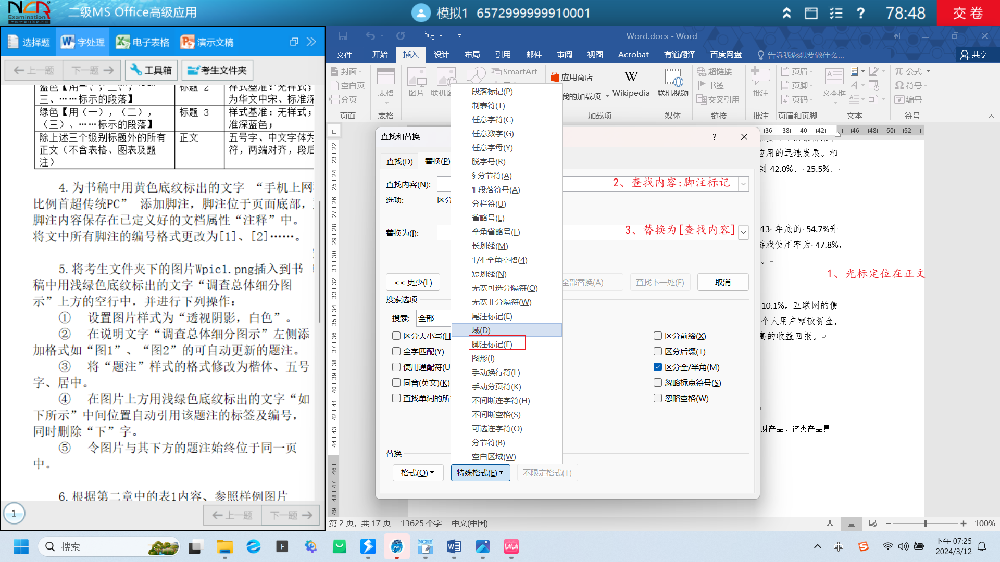 NCR
Examination
二级MS Office高级应用
模拟1 6572999999910001
78:48
交 卷
选择题
字处理
电子表格
演示文稿
上一题
下一题
工具箱
考生文件夹
标题 2
样式基准: 无样式;
三、……标示的段落】
为华文中宋、标准深
绿色【用(一), (二),
(三)、……标示的段落】
标题 3
样式基准: 无样式;
准深蓝色;
除上述三个级别标题外的所有
正文(不含表格、图表及题
注)
正文
五号字、中文字体为
符, 两端对齐, 段后
4. 为书稿中用黄色底纹标出的文字 “手机上网
比例首超传统PC” 添加脚注, 脚注位于页面底部,
脚注内容保存在已定义好的文档属性“注释”中。
将文中所有脚注的编号格式更改为[1]、[2]……。
5. 将考生文件夹下的图片Wpic1.png插入到书
稿中用浅绿色底纹标出的文字“调查总体细分图
示”上方的空行中, 并进行下列操作:
① 设置图片样式为“透视阴影, 白色”。
② 在说明文字“调查总体细分图示”左侧添
加格式如“图1”、“图2”的可自动更新的题注。
③ 将“题注”样式的格式修改为楷体、五号
字、居中。
④ 在图片上方用浅绿色底纹标出的文字“如
下所示”中间位置自动引用该题注的标签及编号,
同时删除“下”字。
⑤ 令图片与其下方的题注始终位于同一页
中。
6. 根据第二章中的表1内容、参照样例图片
1
上一题
下一题
Word.docx - Word
文件 开始 插入 设计 布局 引用 邮件 审阅 视图 Acrobat 有道翻译 百度网盘 告诉我您想要做什么... 共享
封面
空白页
分页
页面
表格
表格
图片
SmartArt
应用商店
我的加载项
Wikipedia
加载项
联机视频
媒体
超链接
书签
交叉引用
链接
批注
批注
页眉
页脚
页码
页眉和页脚
文本框
文本
公式
符号
编号
符号
查找和替换
查找(D)
替换(P)
查找内容(N):
2、查找内容:脚注标记
选项:
区分
替换为(I):
3、替换为[查找内容]
<< 更少(L)
全部替换(A)
查找下一处(F)
取消
搜索选项
搜索:
全部
区分大小写(H
全字匹配(Y)
使用通配符(U
同音(英文)(K)
查找单词的所
区分前缀(X)
区分后缀(T)
区分全/半角(M)
忽略标点符号(S)
忽略空格(W)
替换
格式(O)
特殊格式(E)
不限定格式(T)
段落标记(P)
制表符(T)
任意字符(C)
任意数字(G)
任意字母(Y)
脱字号(R)
§ 分节符(A)
¶ 段落符号(A)
分栏符(U)
省略号(E)
全角省略号(F)
长划线(M)
1/4 全角空格(4)
短划线(N)
无宽可选分隔符(O)
无宽非分隔符(W)
尾注标记(E)
域(D)
脚注标记(F)
图形(I)
手动换行符(L)
手动分页符(K)
不间断连字符(H)
不间断空格(S)
可选连字符(O)
分节符(B)
空白区域(W)
应用的迅速发展。相
到 42.0%、 25.5%、
013 年底的 54.7%升
游戏使用率为 47.8%,
1、光标定位在正文
10.1%。互联网的便
个人用户零散资金,
高的收益回报。
财产品, 该类产品具
第 2 页, 共 17 页 13625 个字 中文(中国)
100%
搜索
中
下午 07:25
2024/3/12